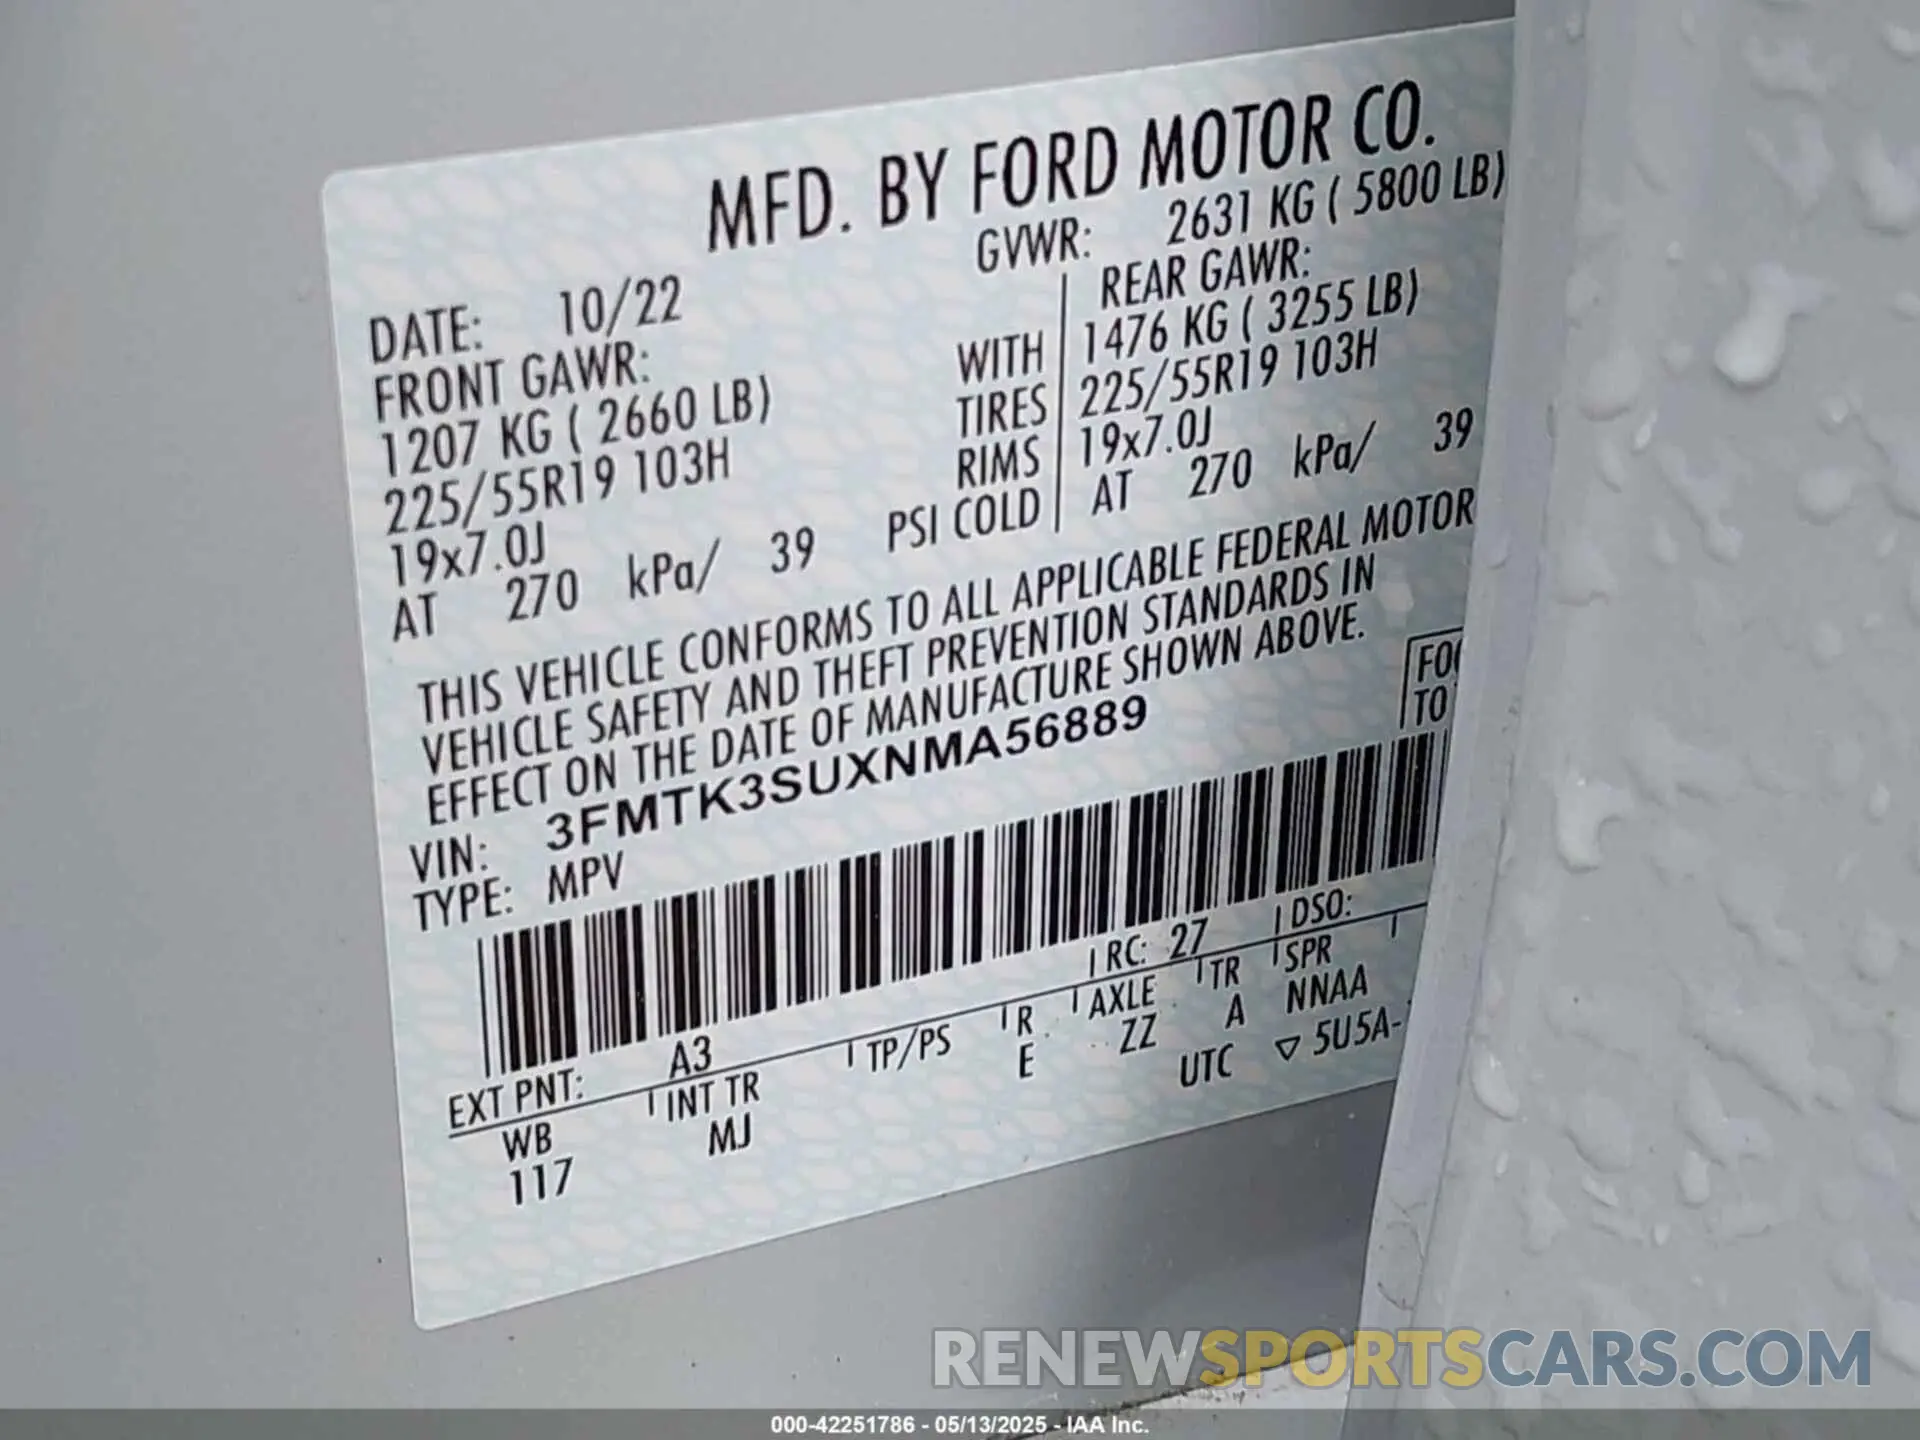 MFD. BY FORD MOTOR CO.
DATE: 10/22 GVWR: 2631 KG ( 5800 LB)
FRONT GAWR: REAR GAWR:
1207 KG ( 2660 LB) WITH 1476 KG ( 3255 LB)
225/55R19 103H TIRES 225/55R19 103H
19x7.0J RIMS 19x7.0J
AT 270 kPa/ 39 PSI COLD AT 270 kPa/ 39
THIS VEHICLE CONFORMS TO ALL APPLICABLE FEDERAL MOTOR
VEHICLE SAFETY AND THEFT PREVENTION STANDARDS IN
EFFECT ON THE DATE OF MANUFACTURE SHOWN ABOVE.
VIN: 3FMTK3SUXNMA56889
TYPE: MPV
TO
EXT PNT: A3 RC: 27 DSO:
WB INT TR TP/PS R AXLE TR SPR
117 MJ E ZZ A NNAA
UTC ▽ 5U5A-
RENEWSPORTSCARS.COM
000-42251786 - 05/13/2025 - IAA Inc.